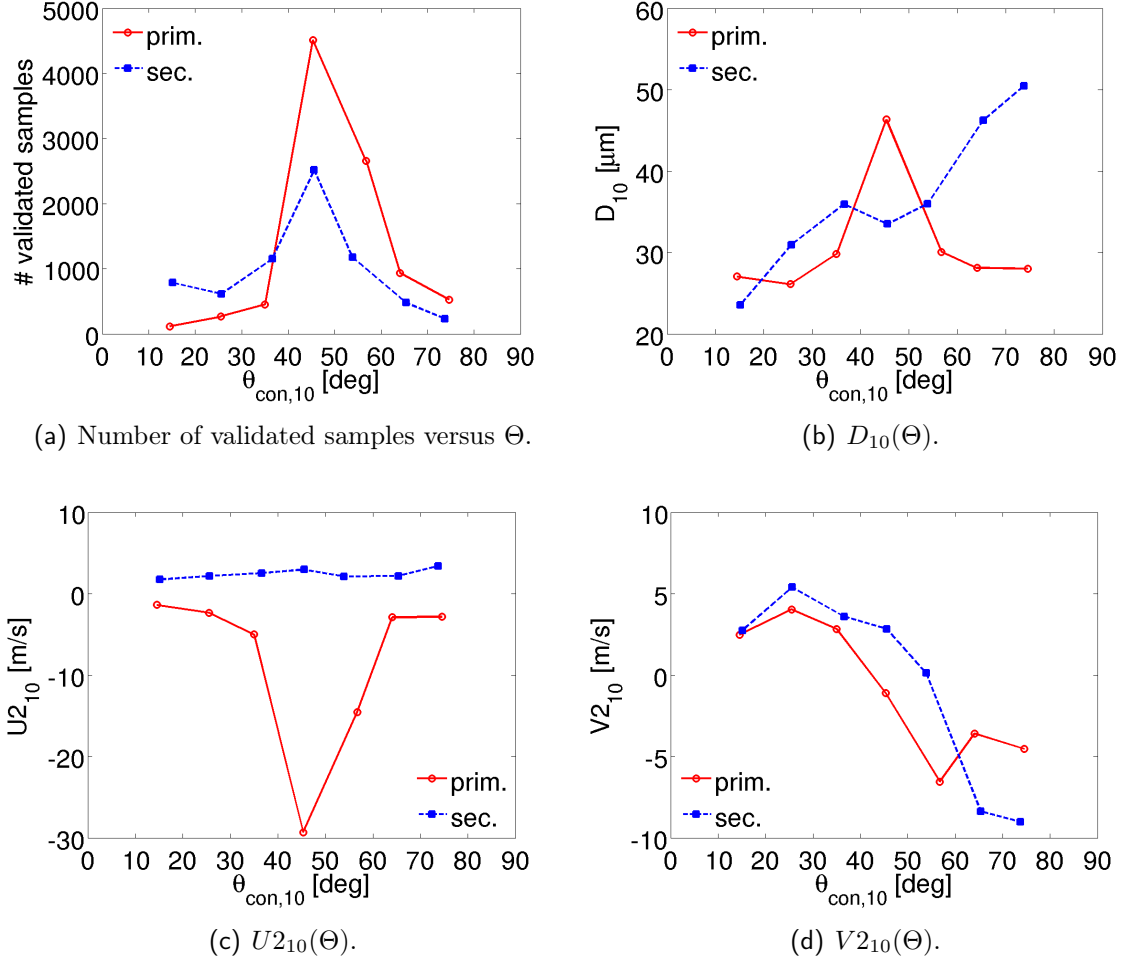 5000
4000
3000
2000
1000
0
# validated samples
prim.
sec.
0 10 20 30 40 50 60 70 80 90
θcon,10 [deg]
(a) Number of validated samples versus Θ.
60
50
40
30
20
D10 [μm]
prim.
sec.
0 10 20 30 40 50 60 70 80 90
θcon,10 [deg]
(b) D10(Θ).
10
0
-10
-20
-30
U210 [m/s]
prim.
sec.
0 10 20 30 40 50 60 70 80 90
θcon,10 [deg]
(c) U210(Θ).
10
5
0
-5
-10
V210 [m/s]
prim.
sec.
0 10 20 30 40 50 60 70 80 90
θcon,10 [deg]
(d) V210(Θ).